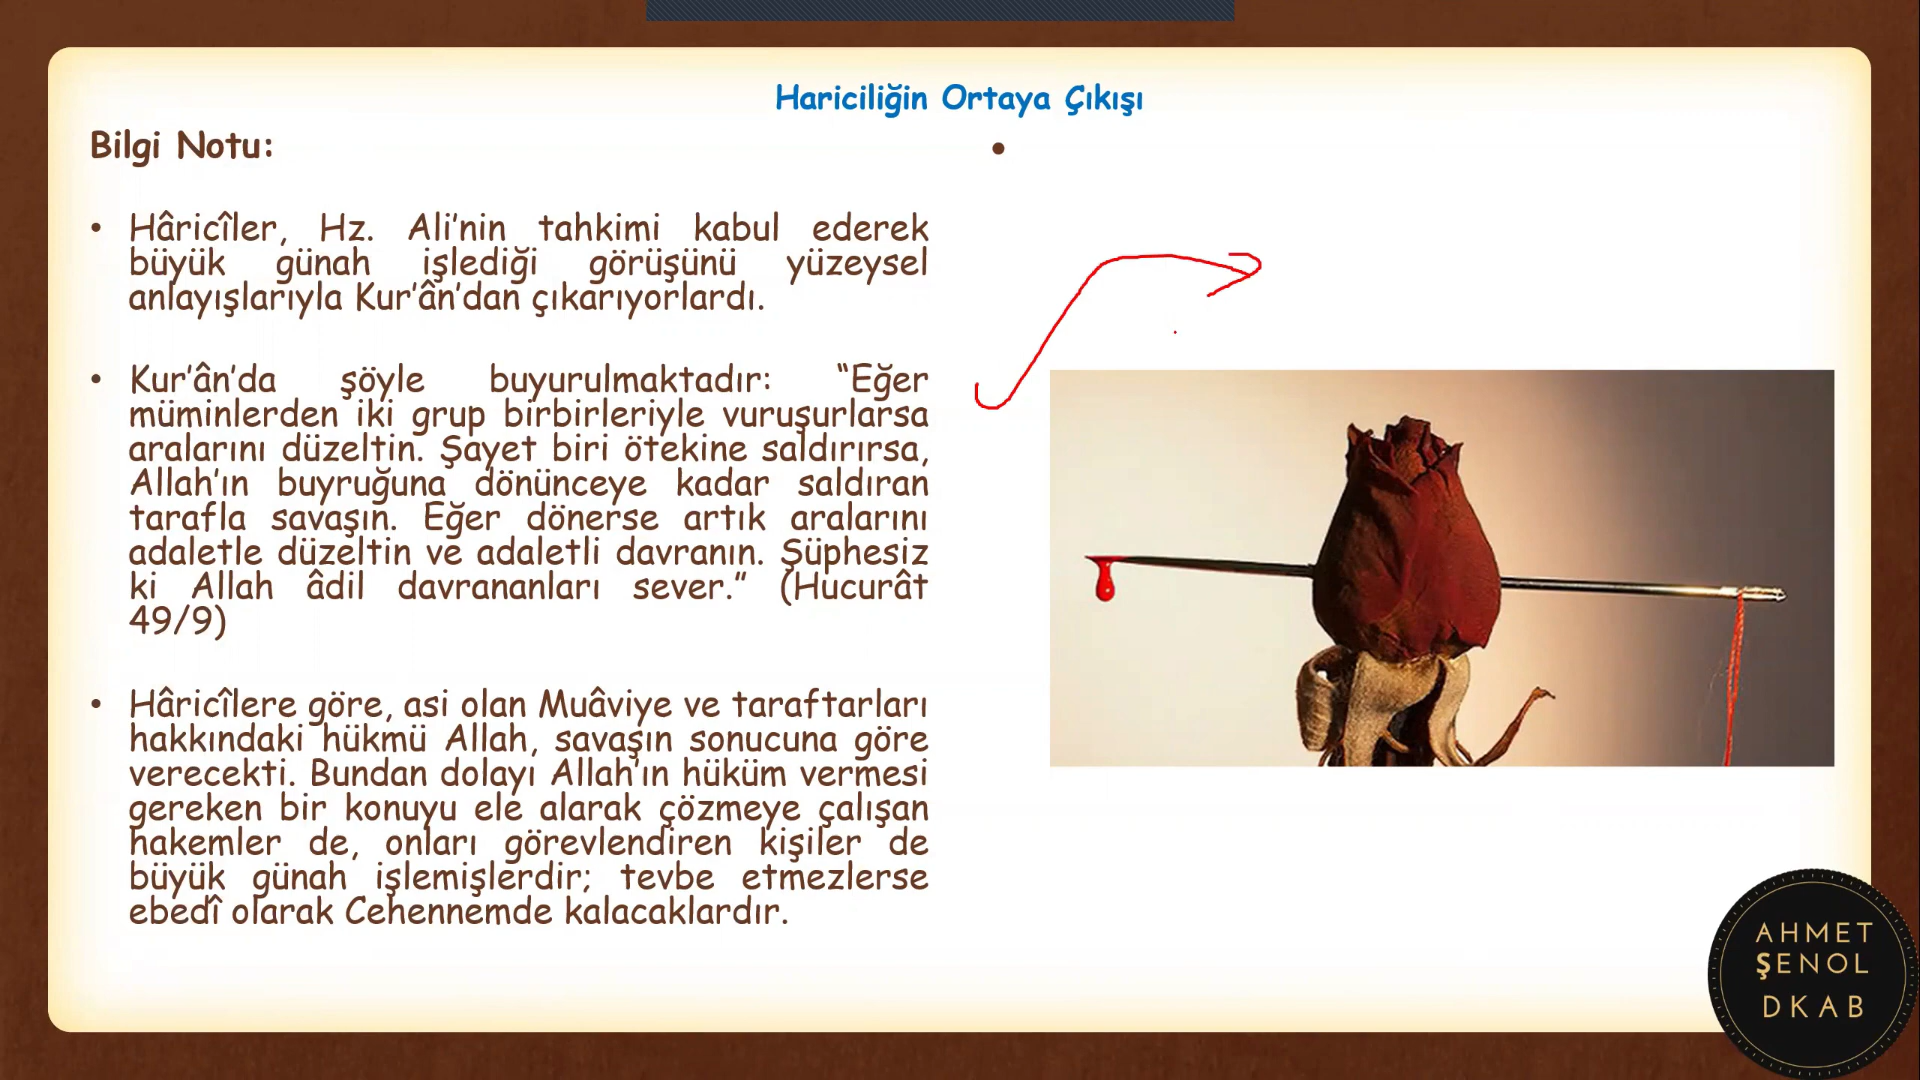 Hariciliğin Ortaya Çıkışı
Bilgi Notu:
• Hâricîler, Hz. Ali’nin tahkimi kabul ederek
büyük günah işlediği görüşünü yüzeysel
anlayışlarıyla Kur’ân’dan çıkarıyorlardı.
• Kur’ân’da şöyle buyurulmaktadır: “Eğer
müminlerden iki grup birbirleriyle vuruşurlarsa
aralarını düzeltin. Şayet biri ötekine saldırırsa,
Allah’ın buyruğuna dönünceye kadar saldıran
tarafla savaşın. Eğer dönerse artık aralarını
adaletle düzeltin ve adaletli davranın. Şüphesiz
ki Allah âdil davrananları sever.” (Hucurât
49/9)
• Hâricîlere göre, asi olan Muâviye ve taraftarları
hakkındaki hükmü Allah, savaşın sonucuna göre
verecekti. Bundan dolayı Allah’ın hüküm vermesi
gereken bir konuyu ele alarak çözmeye çalışan
hakemler de, onları görevlendiren kişiler de
büyük günah işlemişlerdir; tevbe etmezlerse
ebedî olarak Cehennemde kalacaklardır.
•
AHMET
ŞENOL
DKAB